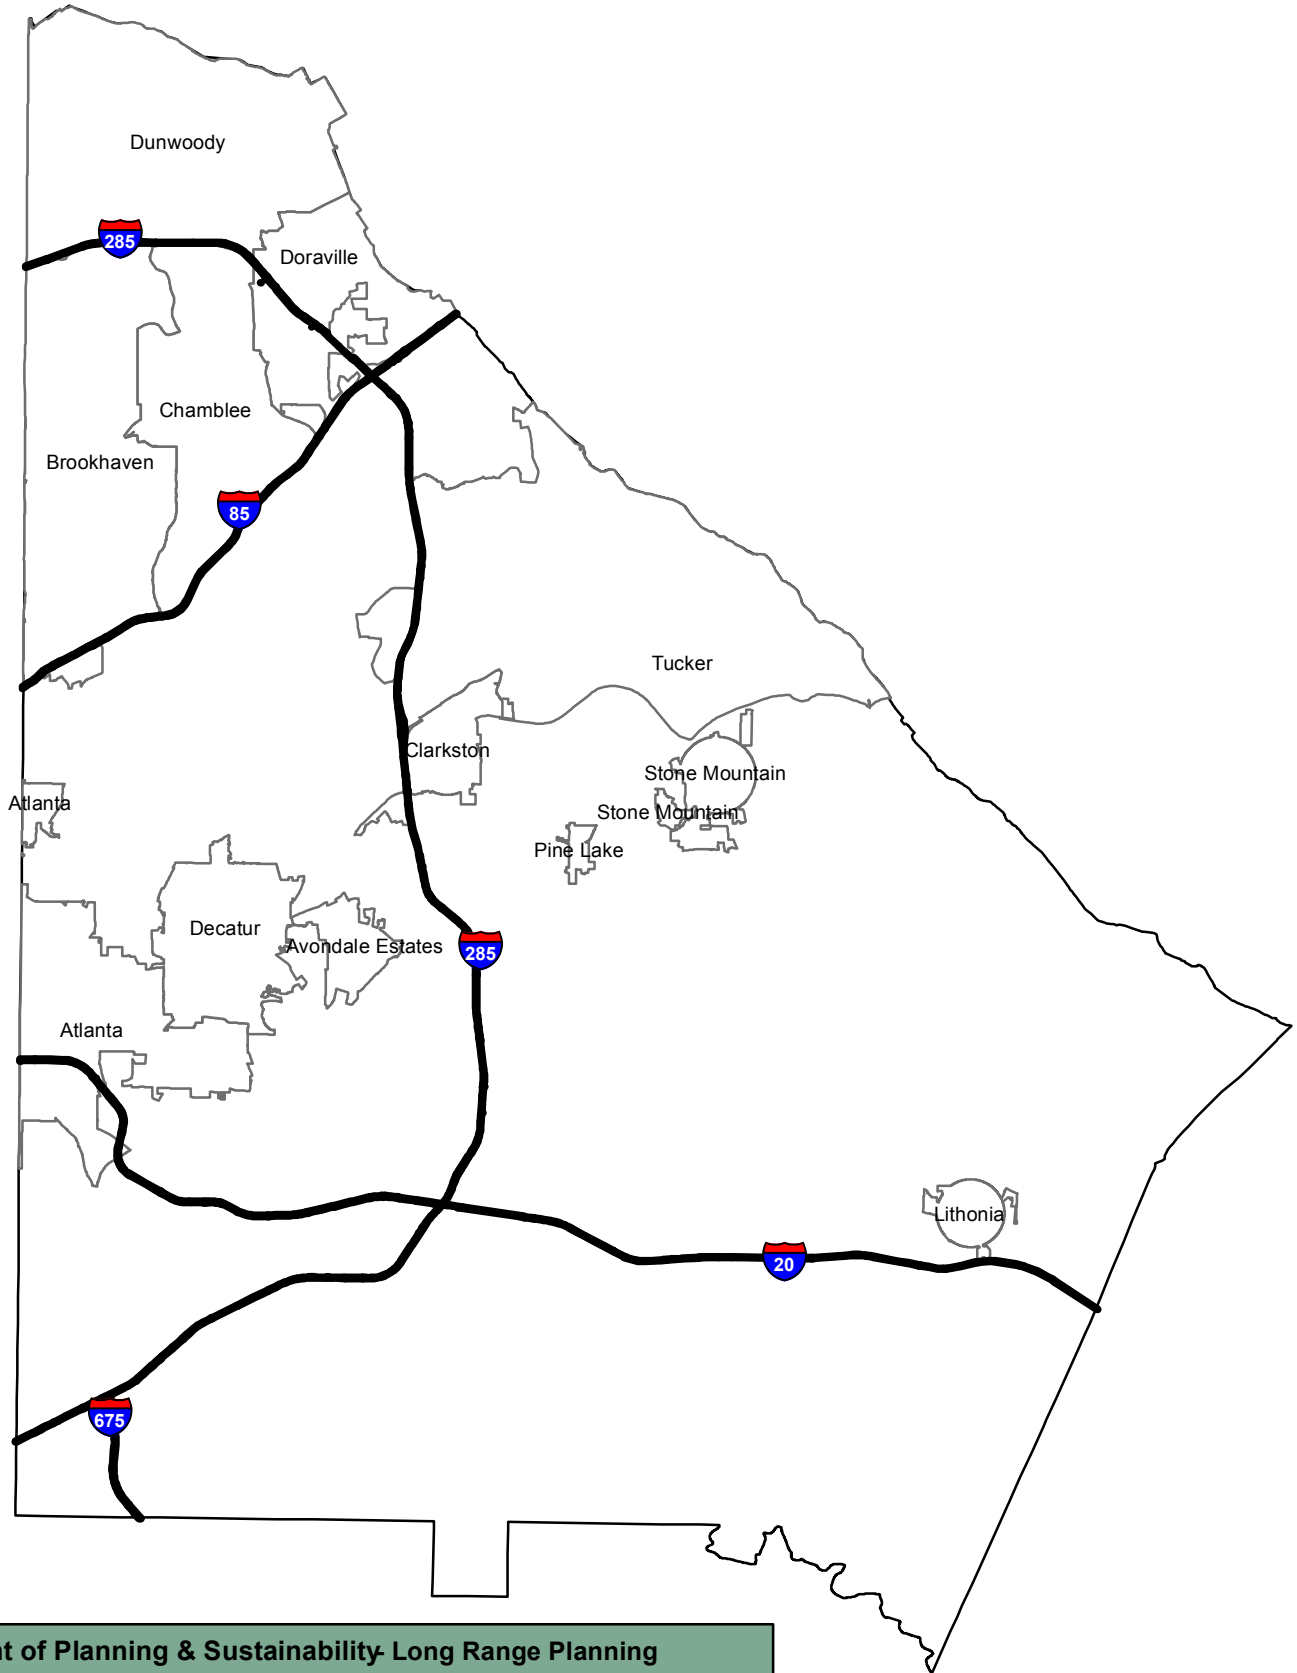 Dunwoody
285
Doraville
Chamblee
Brookhaven
85
Tucker
Clarkston
Stone Mountain
Atlanta
Stone Mountain
Pine Lake
Decatur
Avondale Estates
285
Atlanta
Lithonia
20
675
of Planning & Sustainability- Long Range Planning